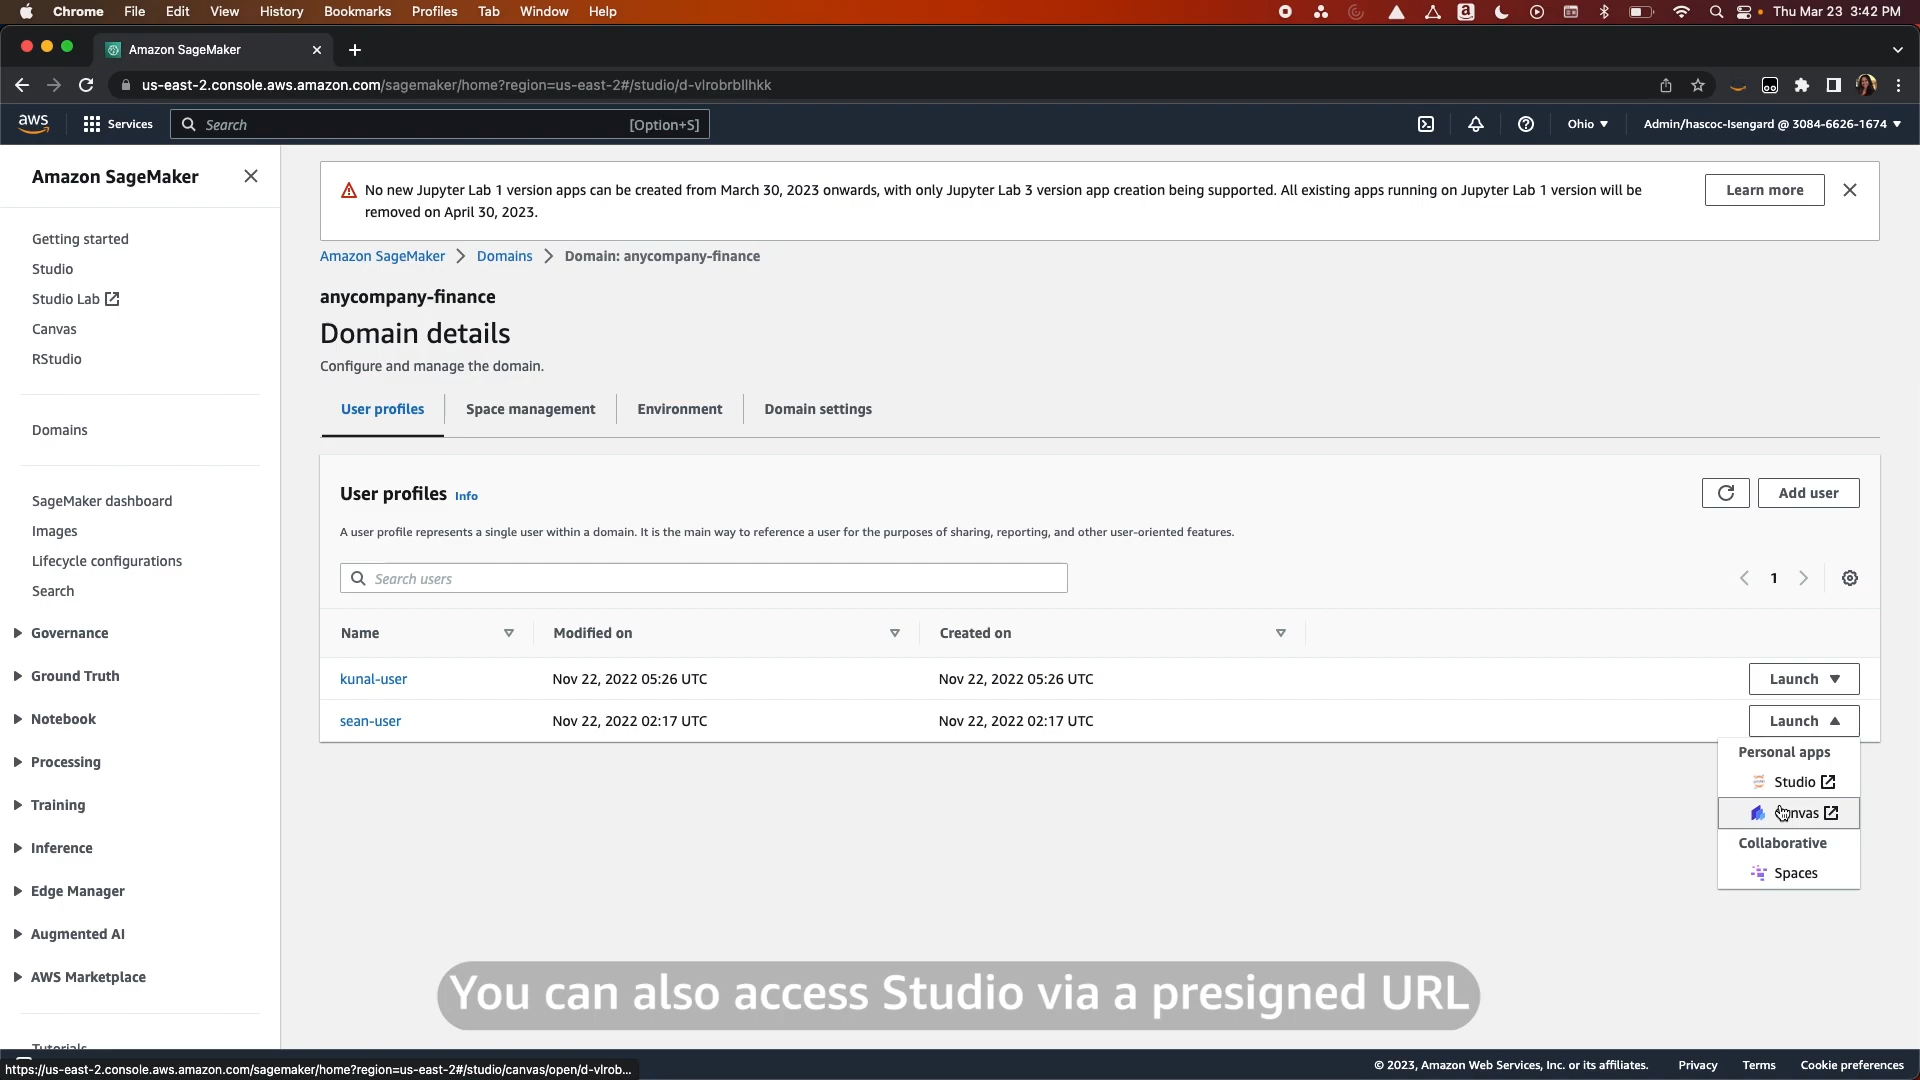 Chrome File Edit View History Bookmarks Profiles Tab Window Help Thu Mar 23 3:42 PM
Amazon SageMaker
us-east-2.console.aws.amazon.com/sagemaker/home?region=us-east-2#/studio/d-vlrobrbllhkk
aws Services Search [Option+S] Ohio Admin/hascoc-Isengard @ 3084-6626-1674
Amazon SageMaker
Getting started
Studio
Studio Lab
Canvas
RStudio
Domains
SageMaker dashboard
Images
Lifecycle configurations
Search
Governance
Ground Truth
Notebook
Processing
Training
Inference
Edge Manager
Augmented AI
AWS Marketplace
Tutorials
No new Jupyter Lab 1 version apps can be created from March 30, 2023 onwards, with only Jupyter Lab 3 version app creation being supported. All existing apps running on Jupyter Lab 1 version will be
removed on April 30, 2023.
Learn more
Amazon SageMaker Domains Domain: anycompany-finance
anycompany-finance
Domain details
Configure and manage the domain.
User profiles Space management Environment Domain settings
User profiles Info
Add user
A user profile represents a single user within a domain. It is the main way to reference a user for the purposes of sharing, reporting, and other user-oriented features.
Search users
1
Name Modified on Created on
kunal-user Nov 22, 2022 05:26 UTC Nov 22, 2022 05:26 UTC Launch
sean-user Nov 22, 2022 02:17 UTC Nov 22, 2022 02:17 UTC Launch
Personal apps
Studio
Collaborative
Spaces
You can also access Studio via a presigned URL
https://us-east-2.console.aws.amazon.com/sagemaker/home?region=us-east-2#/studio/canvas/open/d-vlrob...
© 2023, Amazon Web Services, Inc. or its affiliates. Privacy Terms Cookie preferences